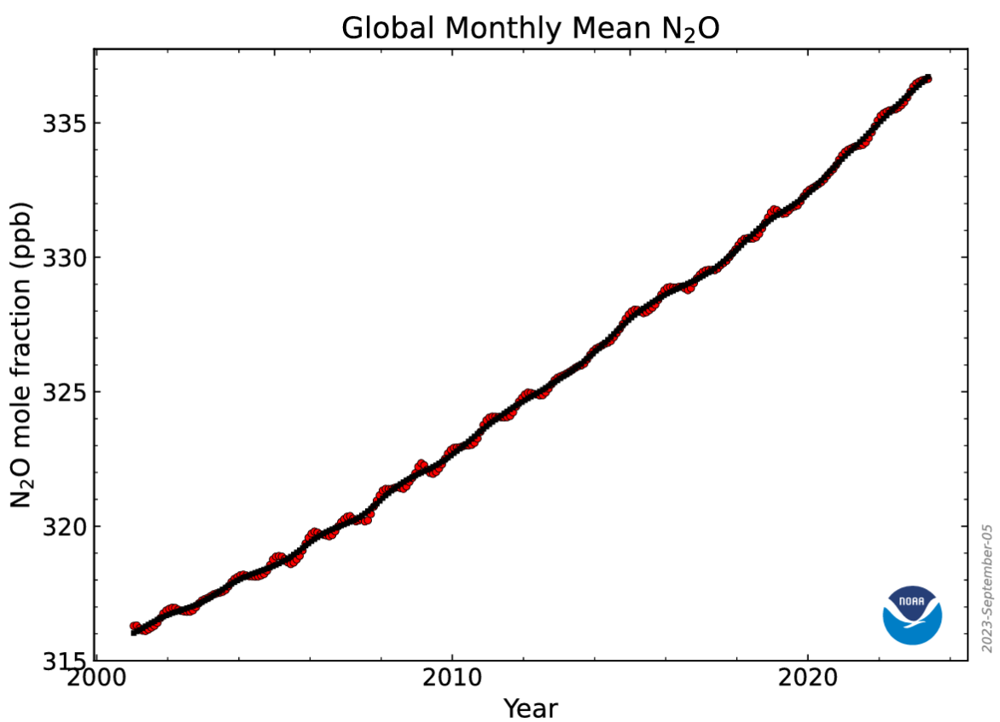 Global Monthly Mean N₂O
N₂O mole fraction (ppb)
335
330
325
320
315
2000
2010
2020
Year
NOAA
2023-September-05